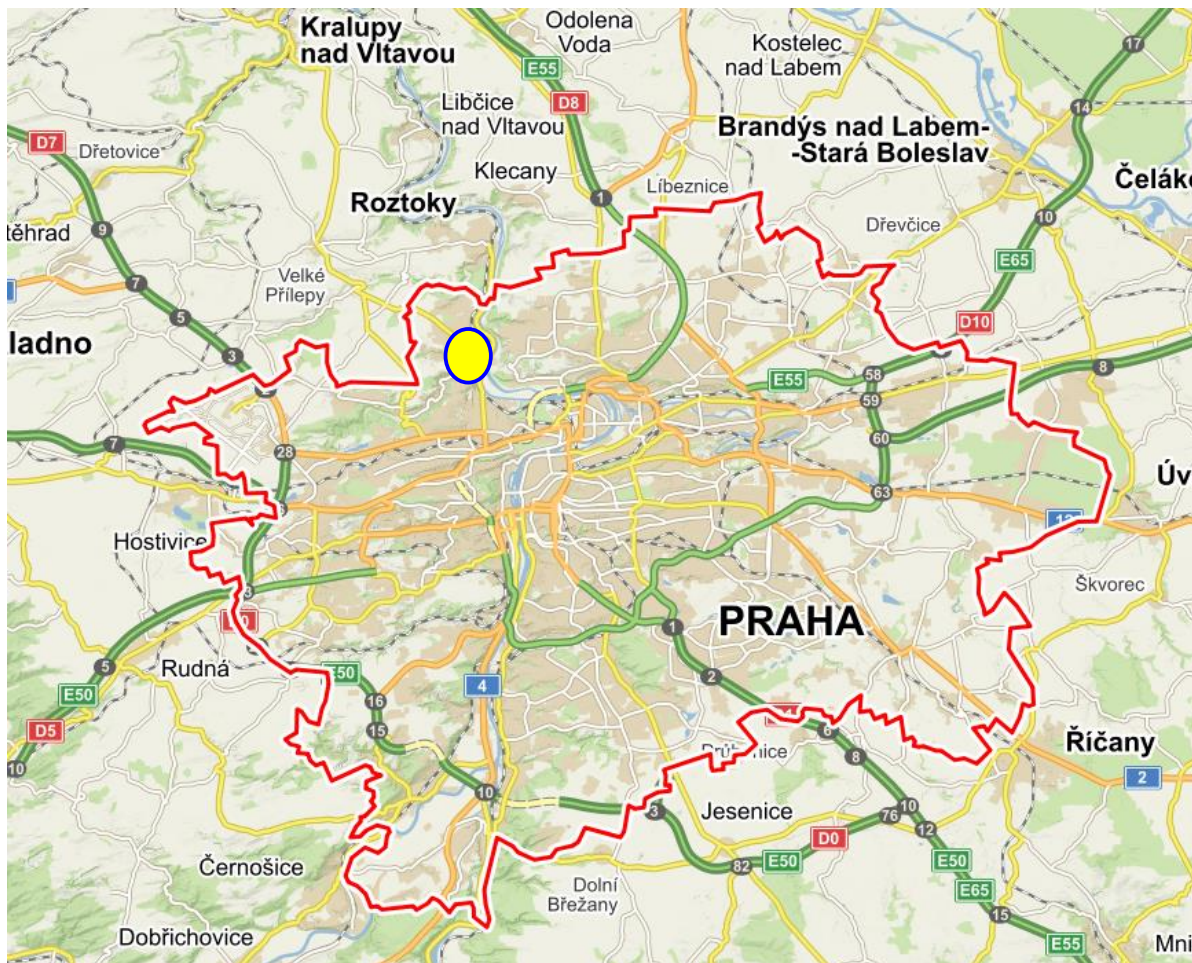 Kralupy
nad Vltavou
Odolena
Voda
Kostelec
nad Labem
17
E55
D8
14
Libčice
nad Vltavou
D7
Dřetovice
Brandýs nad Labem-
-Stará Boleslav
Klecany
Líbeznice
Čeláko
Roztoky
1
10
těhrad
9
Dřevčice
E65
Velké
Přílepy
7
5
D10
ladno
3
8
E55
58
59
60
7
28
63
Úv
12
Hostivice
Škvorec
PRAHA
1
5
Rudná
E50
E50
2
4
16
D5
15
6
Říčany
10
8
2
10
3
Jesenice
76
10
12
D0
82
E50
E50
Černošice
Dolní
Břežany
E65
15
Dobřichovice
E55
Mni